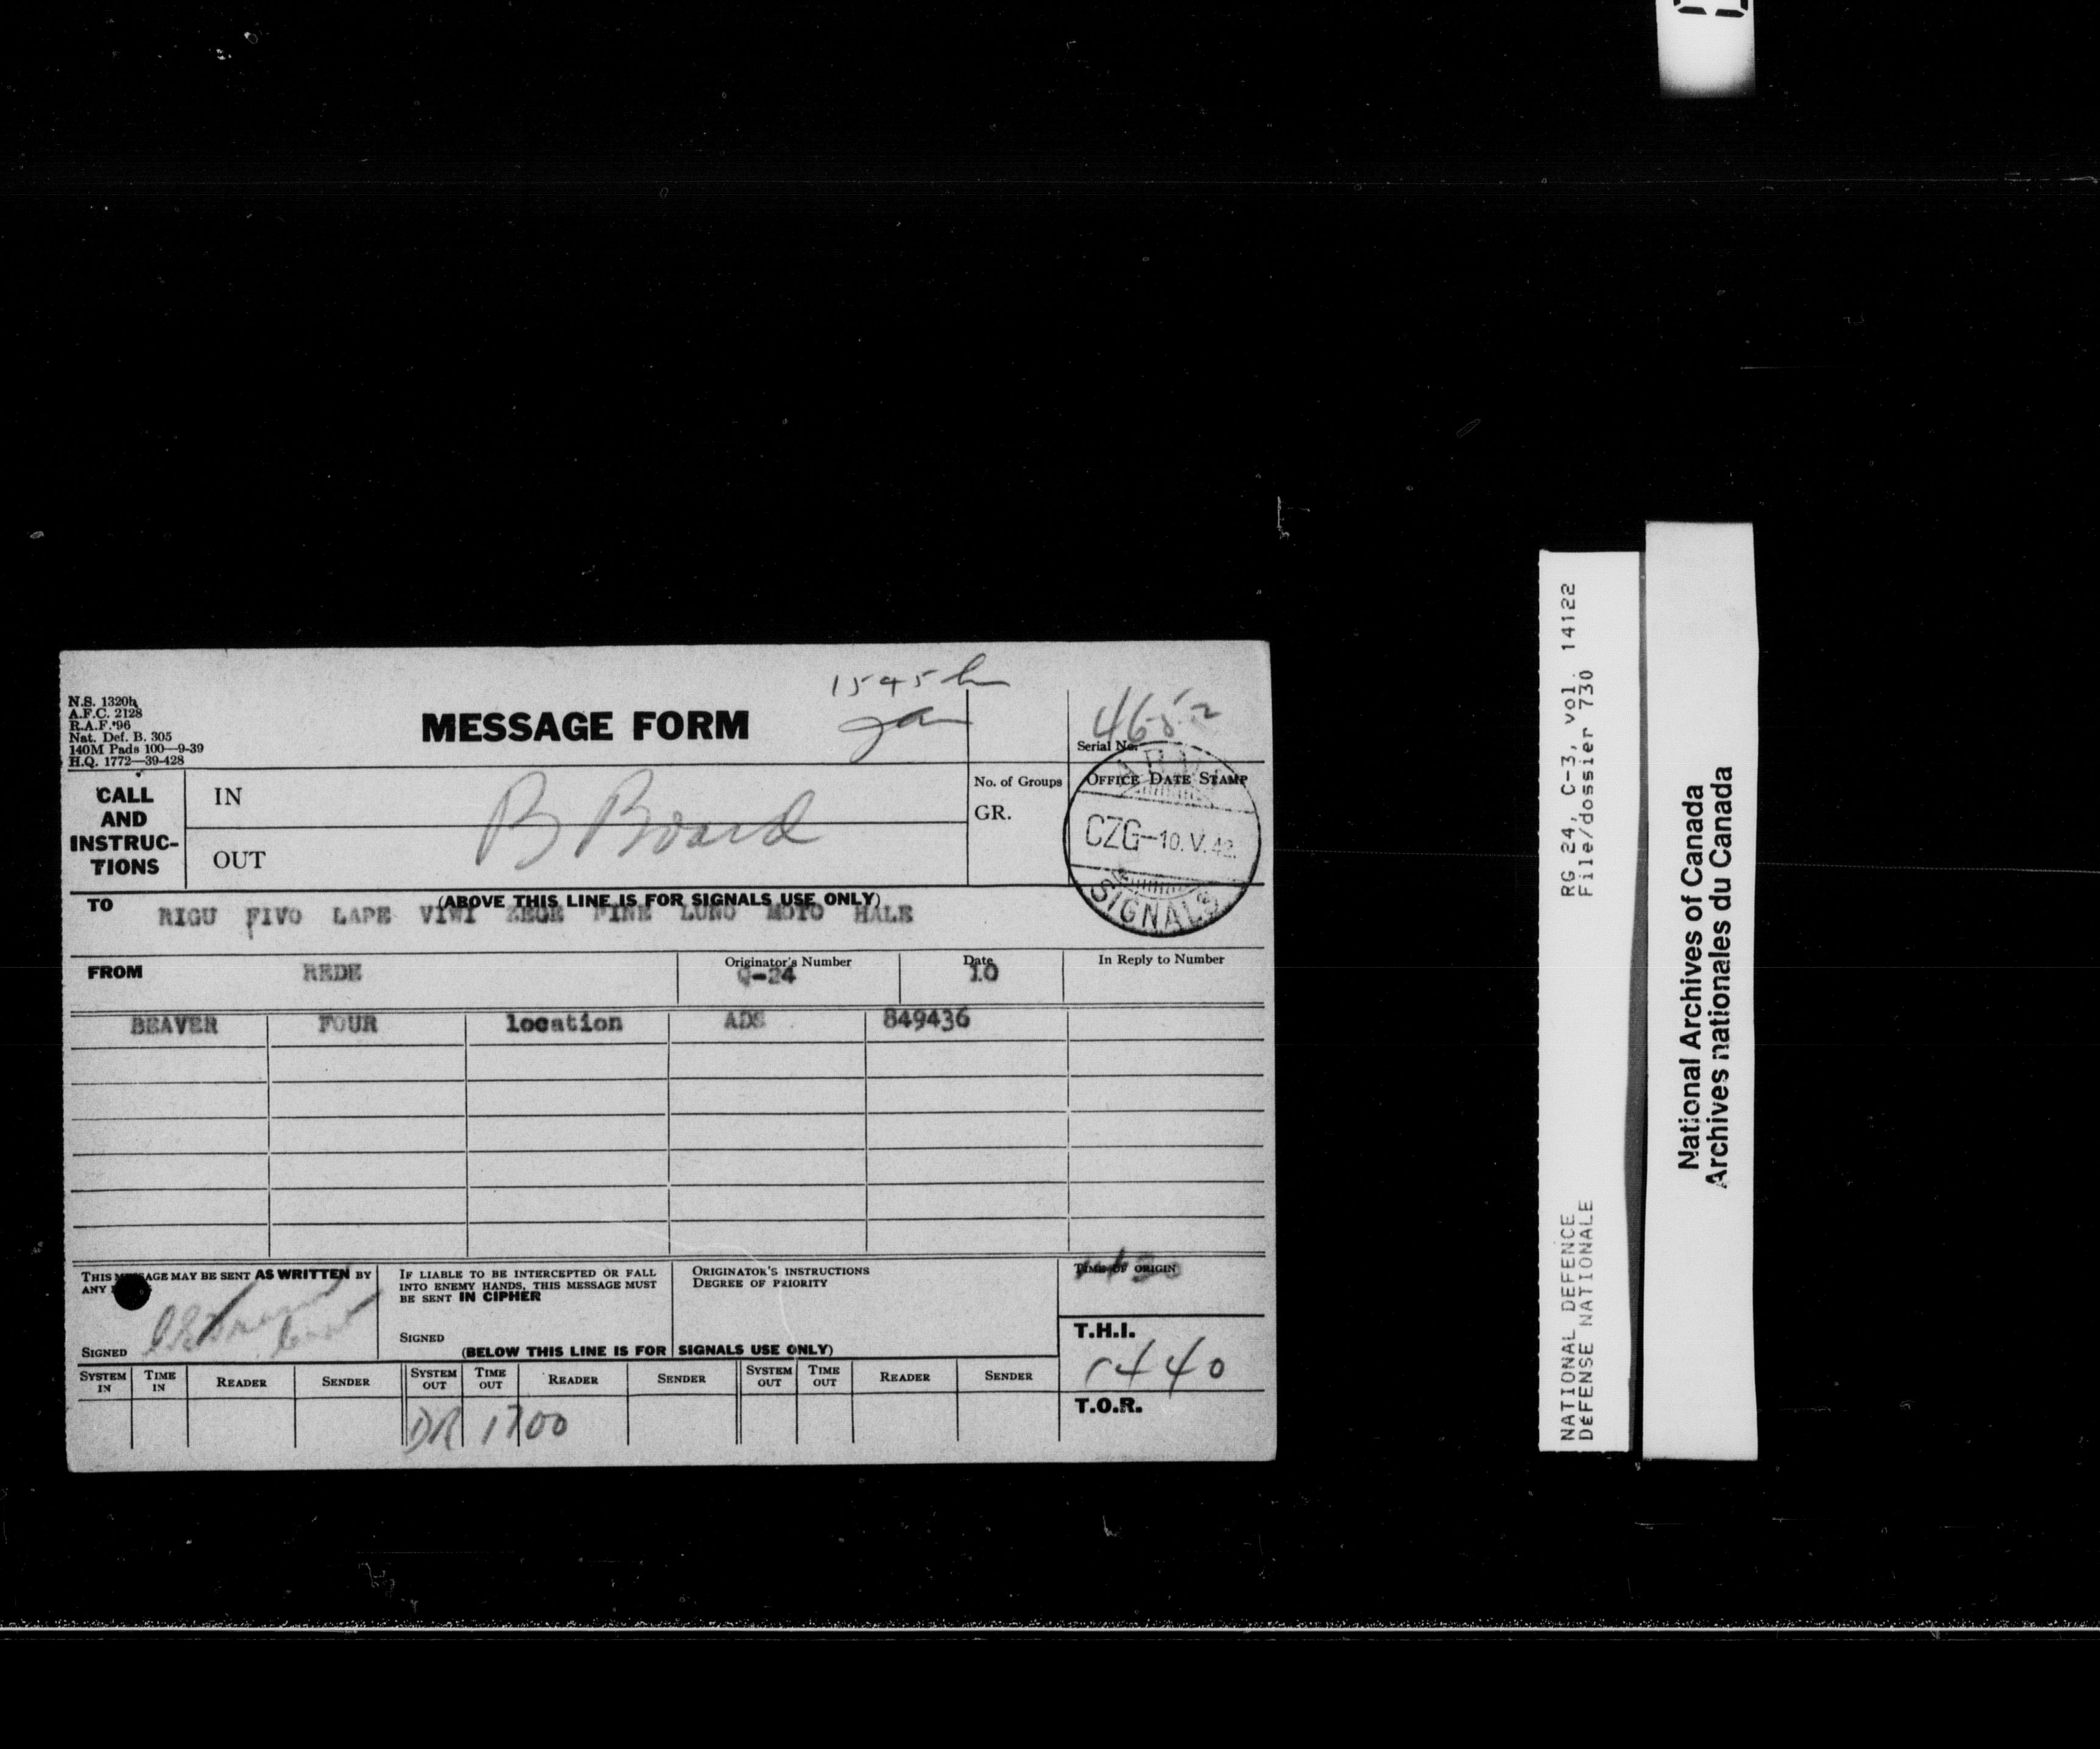 N.S. 1320h
A.F.C. 2128
R.A.F. 96
Nat. Def. B. 305
140M Pads 100—9-39
H.Q. 1772—39-428
MESSAGE FORM
1545 h
4652
Serial No.
CALL AND INSTRUC-TIONS
IN
OUT
B Board
No. of Groups
GR.
OFFICE DATE STAMP
ARMY
CZG-10.V.42.
SIGNALS
(ABOVE THIS LINE IS FOR SIGNALS USE ONLY)
TO RIGU FIVO LAPE VIWI ZEGE FINE LUNO MOTO HALE
FROM REDE
Originator's Number
Q-24
Date
10
In Reply to Number
BEAVER FOUR location ADS 849436
THIS MESSAGE MAY BE SENT AS WRITTEN BY
ANY
SIGNED
IF LIABLE TO BE INTERCEPTED OR FALL
INTO ENEMY HANDS, THIS MESSAGE MUST
BE SENT IN CIPHER
SIGNED
ORIGINATOR'S INSTRUCTIONS
DEGREE OF PRIORITY
(BELOW THIS LINE IS FOR SIGNALS USE ONLY)
TIME OF ORIGIN
T.H.I.
1440
T.O.R.
SYSTEM IN TIME IN READER SENDER SYSTEM OUT TIME OUT READER SENDER SYSTEM OUT TIME OUT READER SENDER
DR 1700
RG 24, C-3, vol. 14122
File/dossier 730
NATIONAL DEFENCE
DÉFENSE NATIONALE
National Archives of Canada
Archives nationales du Canada